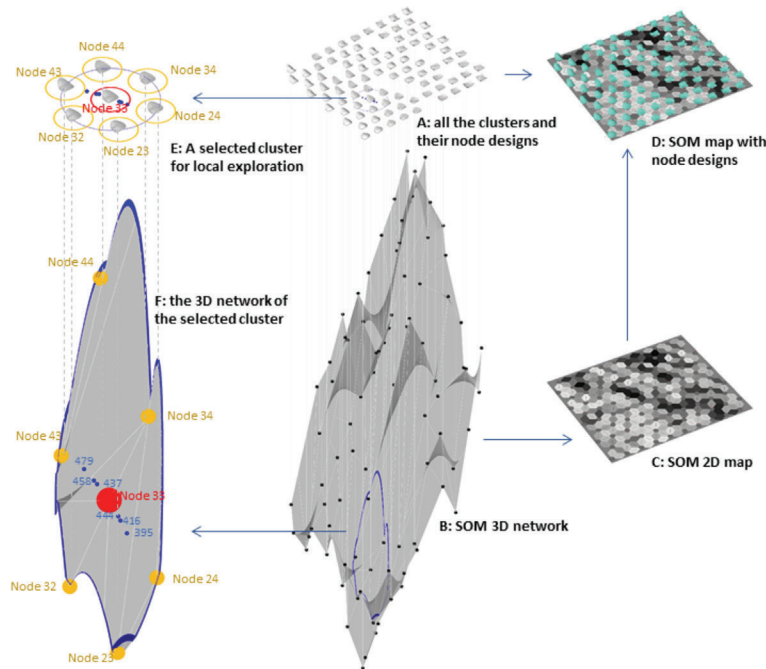 Node 44
Node 43
Node 34
Node 33
Node 32
Node 24
Node 23
A: all the clusters and
their node designs
D: SOM map with
node designs
E: A selected cluster
for local exploration
Node 44
F: the 3D network of
the selected cluster
Node 34
Node 43
479
458
437
Node 33
444
416
395
C: SOM 2D map
B: SOM 3D network
Node 32
Node 24
Node 23